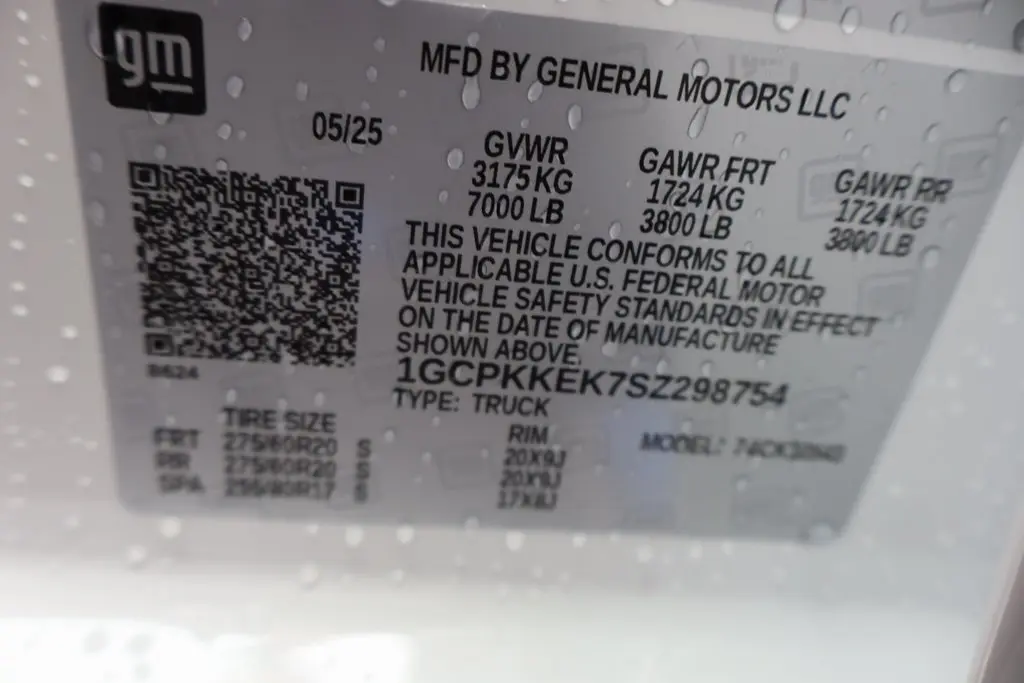 gm
MFD BY GENERAL MOTORS LLC
05/25
GVWR
3175 KG
7000 LB
GAWR FRT
1724 KG
3800 LB
GAWR RR
1724 KG
3800 LB
THIS VEHICLE CONFORMS TO ALL
APPLICABLE U.S. FEDERAL MOTOR
VEHICLE SAFETY STANDARDS IN EFFECT
ON THE DATE OF MANUFACTURE
SHOWN ABOVE.
1GCPKKEK7SZ298754
TYPE: TRUCK
TIRE SIZE
RIM
MODEL:
FRT 275/60R20 S 20X9J
RR 275/60R20 S 20X9J
SPA 17X8J